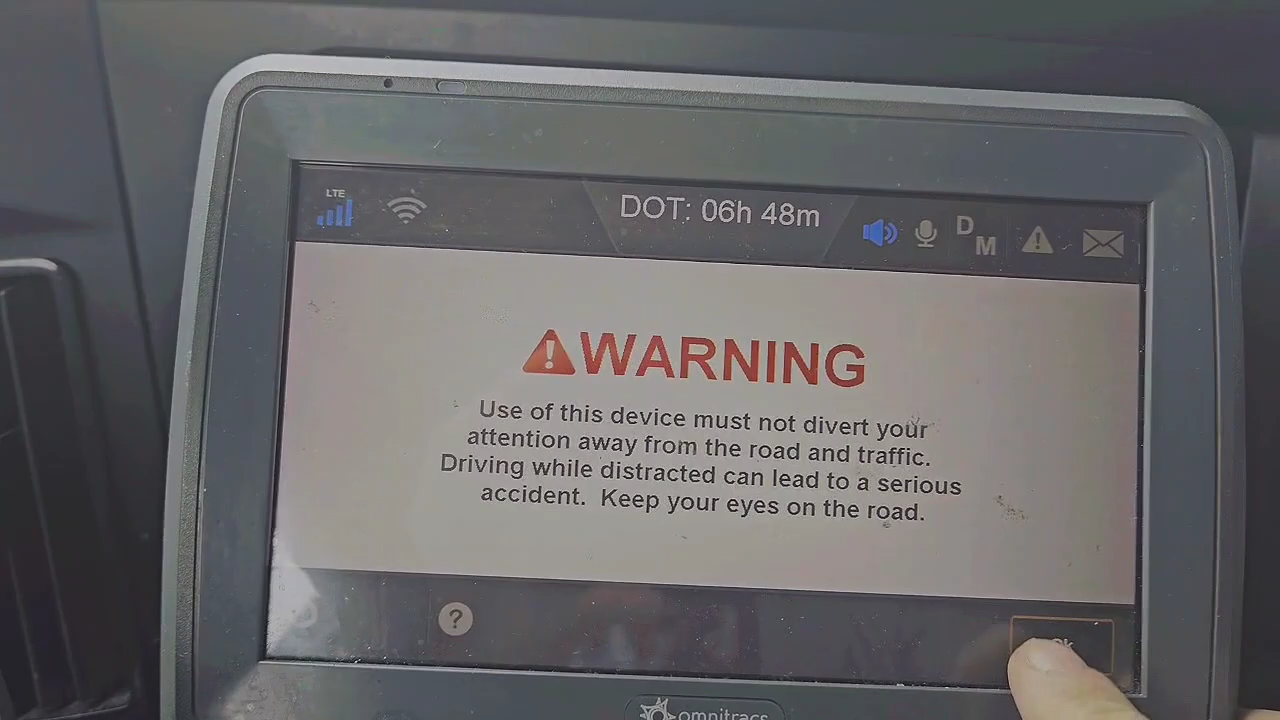 LTE
DOT: 06h 48m
D
M
WARNING
Use of this device must not divert your
attention away from the road and traffic.
Driving while distracted can lead to a serious
accident.  Keep your eyes on the road.
?
omnitracs